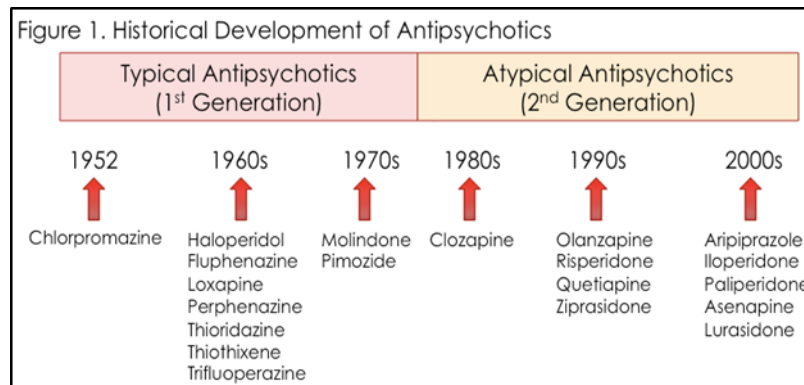 Figure 1. Historical Development of Antipsychotics
Typical Antipsychotics
(1st Generation)
Atypical Antipsychotics
(2nd Generation)
1952
1960s
1970s
1980s
1990s
2000s
Chlorpromazine
Haloperidol
Fluphenazine
Loxapine
Perphenazine
Thioridazine
Thiothixene
Trifluoperazine
Molindone
Pimozide
Clozapine
Olanzapine
Risperidone
Quetiapine
Ziprasidone
Aripiprazole
Iloperidone
Paliperidone
Asenapine
Lurasidone